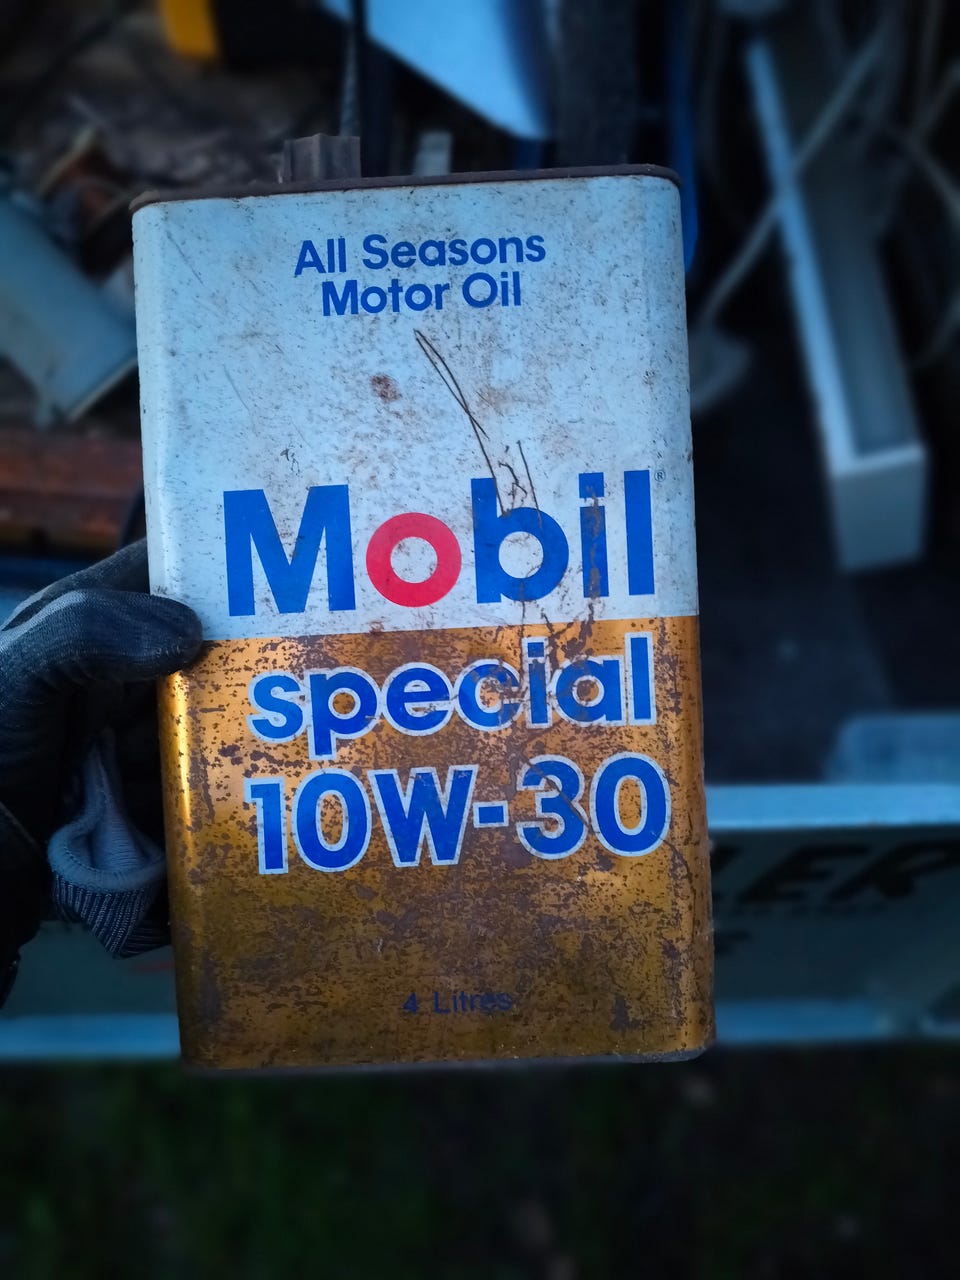 All Seasons
Motor Oil
Mobil®
special
10W-30
4 Litres